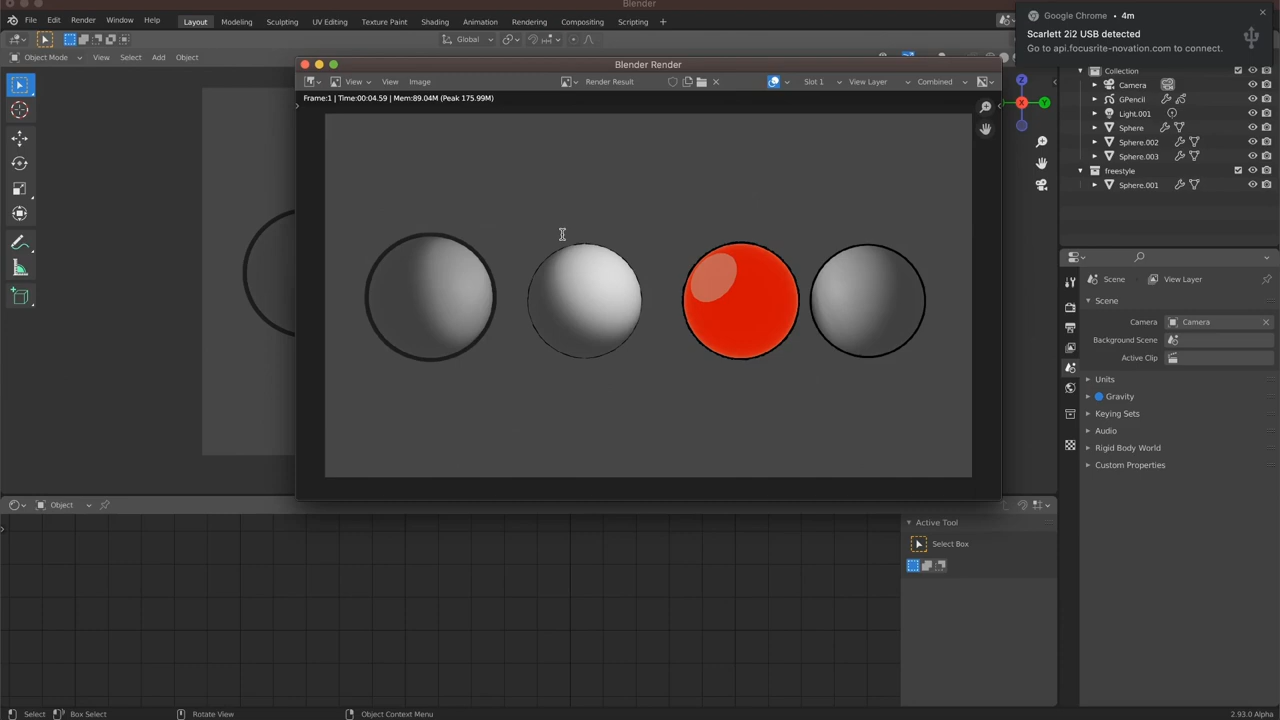 Blender
File Edit Render Window Help
Layout Modeling Sculpting UV Editing Texture Paint Shading Animation Rendering Compositing Scripting
Google Chrome • 4m
Scarlett 2i2 USB detected
Go to api.focusrite-novation.com to connect.
Global
Object Mode View Select Add Object
Blender Render
View View Image Render Result Slot 1 View Layer Combined
Frame:1 | Time:00:04.59 | Mem:89.04M (Peak 175.99M)
X
Y
Z
Collection
Camera
GPencil
Light.001
Sphere
Sphere.002
Sphere.003
freestyle
Sphere.001
Scene View Layer
Scene
Camera Camera
Background Scene
Active Clip
Units
Gravity
Keying Sets
Audio
Rigid Body World
Custom Properties
Object
Active Tool
Select Box
Select Box Select Rotate View Object Context Menu 2.93.0 Alpha